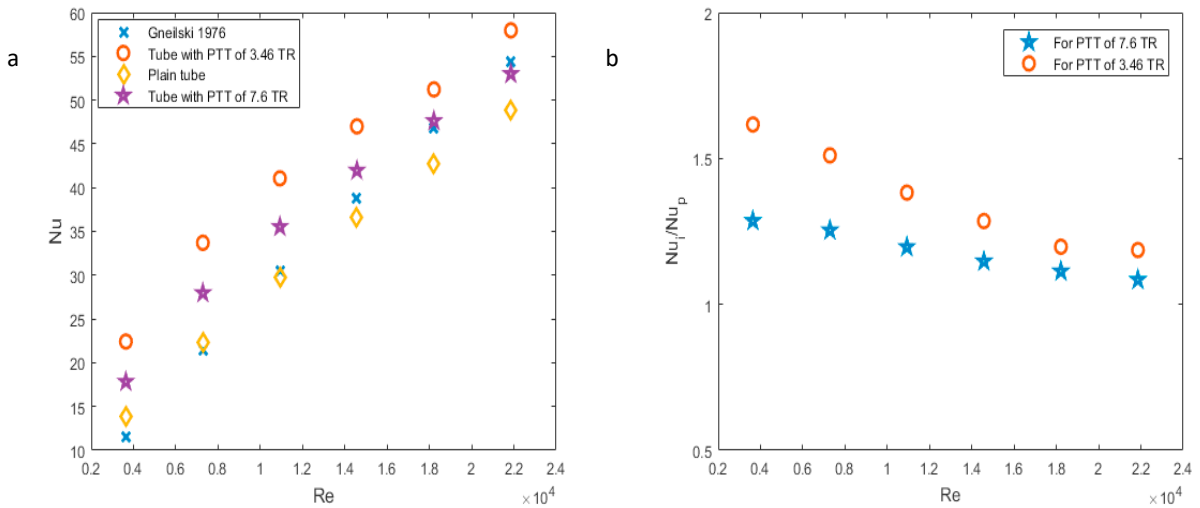 a
60
55
50
45
40
35
30
25
20
15
10
Nu
Gneilski 1976
Tube with PTT of 3.46 TR
Plain tube
Tube with PTT of 7.6 TR
0.2 0.4 0.6 0.8 1 1.2 1.4 1.6 1.8 2 2.2 2.4
Re
×10⁴
b
2
1.5
1
0.5
Nuᵢ/Nuₚ
For PTT of 7.6 TR
For PTT of 3.46 TR
0.2 0.4 0.6 0.8 1 1.2 1.4 1.6 1.8 2 2.2 2.4
Re
×10⁴